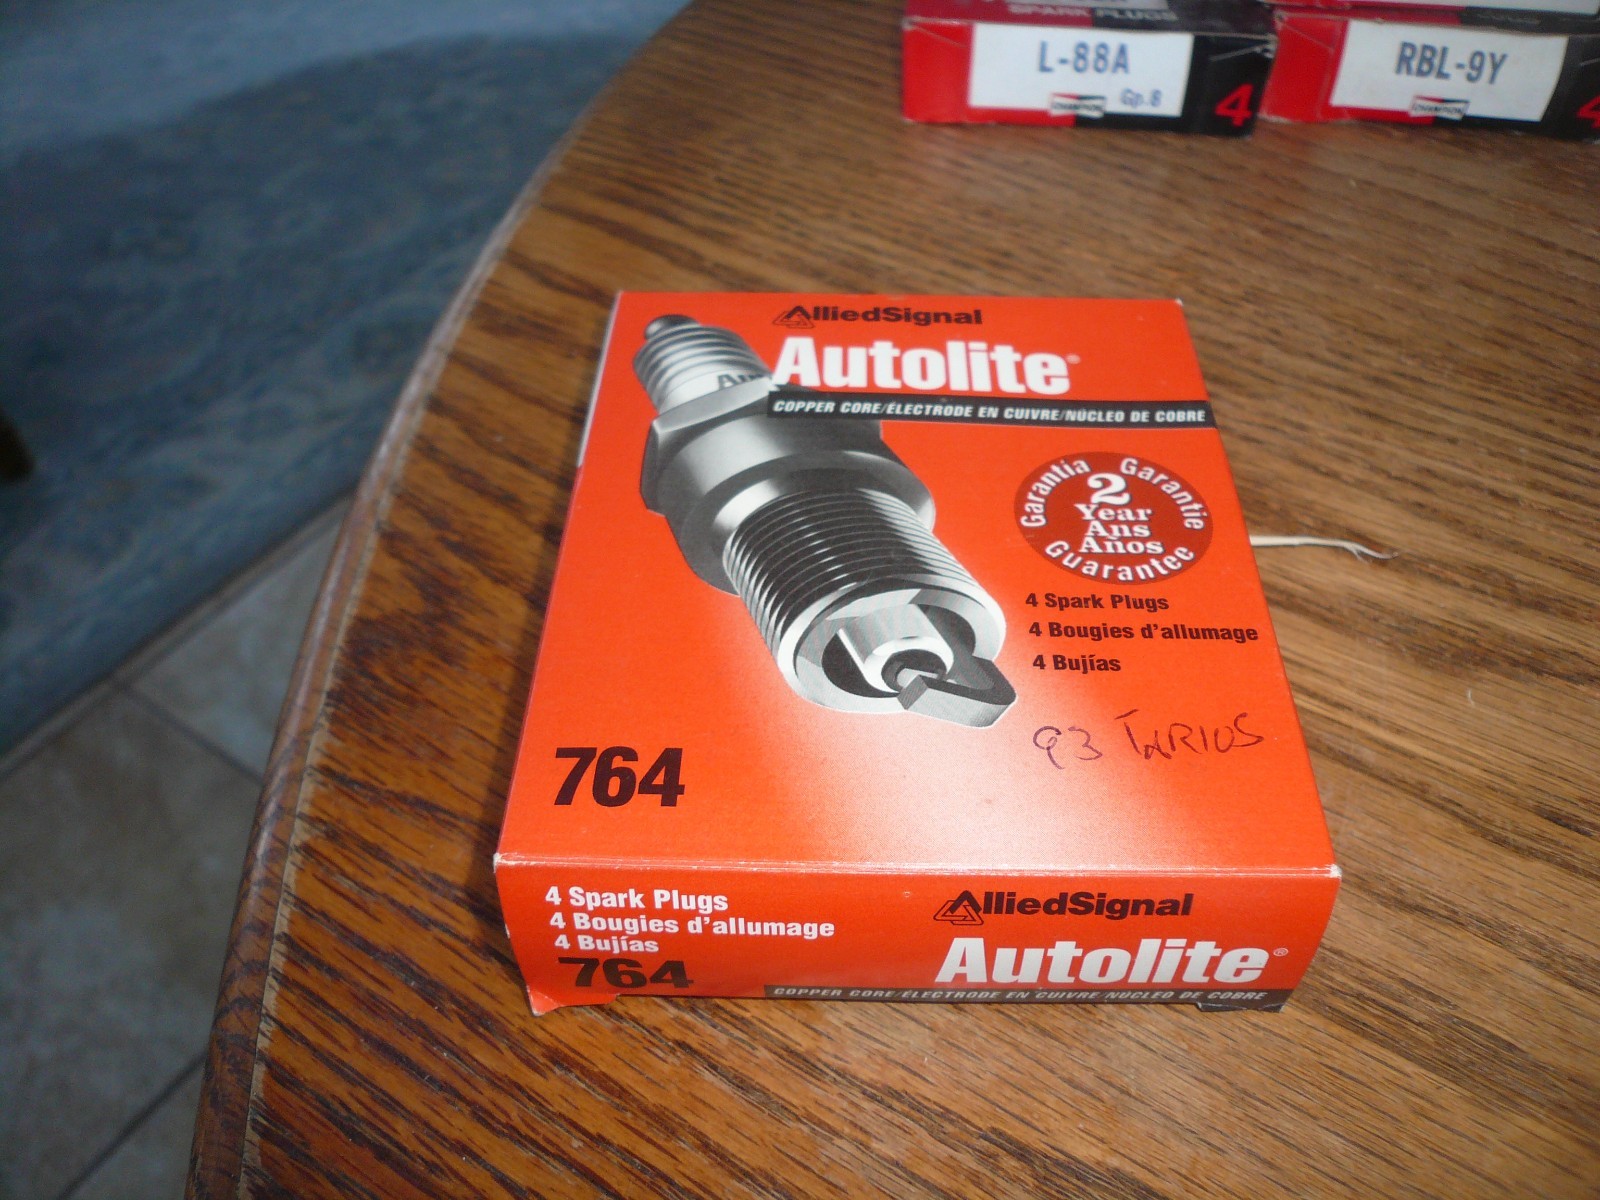 SPARK PLUGS
L-88A
Gp.8
CHAMPION
4
RBL-9Y
CHAMPION
4
AlliedSignal
Autolite®
COPPER CORE/ÉLECTRODE EN CUIVRE/NÚCLEO DE COBRE
Garantía Garantie
2
Year
Ans
Años
Guarantee
4 Spark Plugs
4 Bougies d'allumage
4 Bujías
93
764
4 Spark Plugs
4 Bougies d'allumage
4 Bujías
764
AlliedSignal
Autolite®
COPPER CORE/ÉLECTRODE EN CUIVRE/NÚCLEO DE COBRE